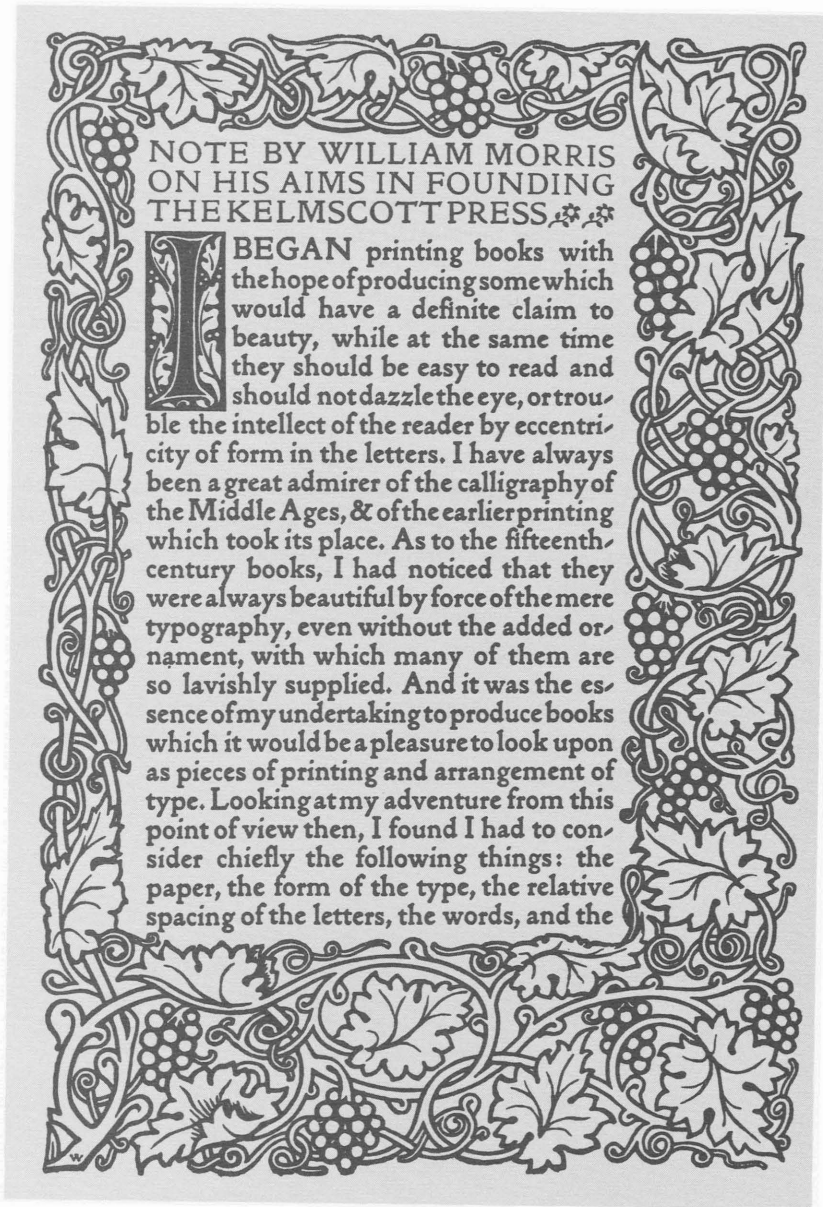 NOTE BY WILLIAM MORRIS
ON HIS AIMS IN FOUNDING
THE KELMSCOTT PRESS
I BEGAN printing books with
the hope of producing some which
would have a definite claim to
beauty, while at the same time
they should be easy to read and
should not dazzle the eye, or trou-
ble the intellect of the reader by eccentri-
city of form in the letters. I have always
been a great admirer of the calligraphy of
the Middle Ages, & of the earlier printing
which took its place. As to the fifteenth-
century books, I had noticed that they
were always beautiful by force of the mere
typography, even without the added or-
nament, with which many of them are
so lavishly supplied. And it was the es-
sence of my undertaking to produce books
which it would be a pleasure to look upon
as pieces of printing and arrangement of
type. Looking at my adventure from this
point of view then, I found I had to con-
sider chiefly the following things: the
paper, the form of the type, the relative
spacing of the letters, the words, and the
W